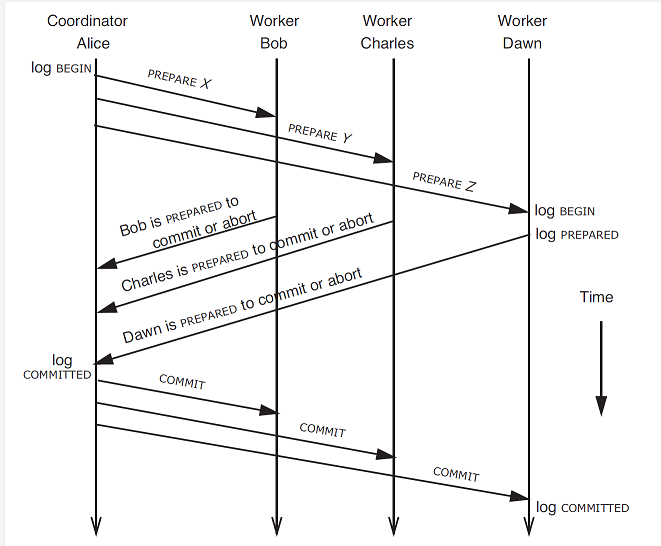 Coordinator
Alice
Worker
Bob
Worker
Charles
Worker
Dawn
log BEGIN
PREPARE X
PREPARE Y
PREPARE Z
log BEGIN
log PREPARED
Bob is PREPARED to
commit or abort
Charles is PREPARED to commit or abort
Dawn is PREPARED to commit or abort
Time
log
COMMITTED
COMMIT
COMMIT
COMMIT
log COMMITTED